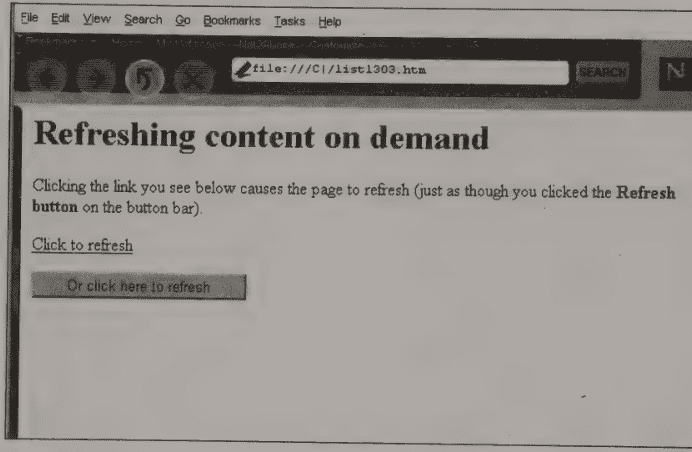 File Edit View Search Go Bookmarks Tasks Help
file:///C|/list1303.htm SEARCH N
Refreshing content on demand
Clicking the link you see below causes the page to refresh (just as though you clicked the Refresh
button on the button bar).
Click to refresh
Or click here to refresh